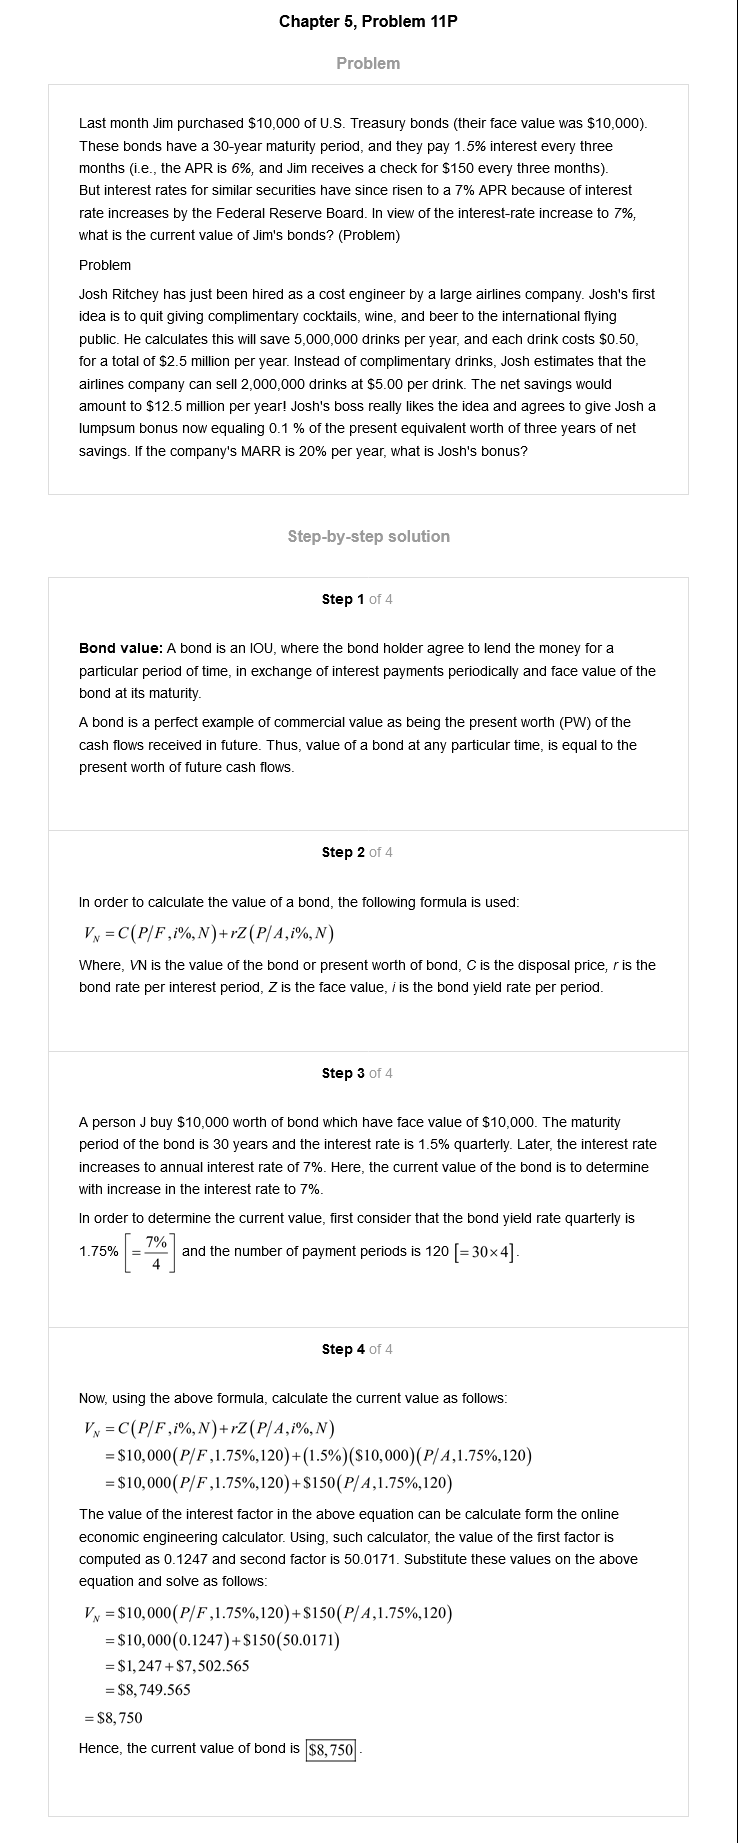 Chapter 5, Problem 11P
Problem
Last month Jim purchased $10,000 of U.S. Treasury bonds (their face value was $10,000).
These bonds have a 30-year maturity period, and they pay 1.5% interest every three
months (i.e., the APR is 6%, and Jim receives a check for $150 every three months).
But interest rates for similar securities have since risen to a 7% APR because of interest
rate increases by the Federal Reserve Board. In view of the interest-rate increase to 7%,
what is the current value of Jim's bonds? (Problem)
Problem
Josh Ritchey has just been hired as a cost engineer by a large airlines company. Josh's first
idea is to quit giving complimentary cocktails, wine, and beer to the international flying
public. He calculates this will save 5,000,000 drinks per year, and each drink costs $0.50,
for a total of $2.5 million per year. Instead of complimentary drinks, Josh estimates that the
airlines company can sell 2,000,000 drinks at $5.00 per drink. The net savings would
amount to $12.5 million per year! Josh's boss really likes the idea and agrees to give Josh a
lumpsum bonus now equaling 0.1 % of the present equivalent worth of three years of net
savings. If the company's MARR is 20% per year, what is Josh's bonus?
Step-by-step solution
Step 1 of 4
Bond value: A bond is an IOU, where the bond holder agree to lend the money for a
particular period of time, in exchange of interest payments periodically and face value of the
bond at its maturity.
A bond is a perfect example of commercial value as being the present worth (PW) of the
cash flows received in future. Thus, value of a bond at any particular time, is equal to the
present worth of future cash flows.
Step 2 of 4
In order to calculate the value of a bond, the following formula is used:
V_N = C(P/F,i%,N)+rZ(P/A,i%,N)
Where, VN is the value of the bond or present worth of bond, C is the disposal price, r is the
bond rate per interest period, Z is the face value, i is the bond yield rate per period.
Step 3 of 4
A person J buy $10,000 worth of bond which have face value of $10,000. The maturity
period of the bond is 30 years and the interest rate is 1.5% quarterly. Later, the interest rate
increases to annual interest rate of 7%. Here, the current value of the bond is to determine
with increase in the interest rate to 7%.
In order to determine the current value, first consider that the bond yield rate quarterly is
1.75% [= 7%/4] and the number of payment periods is 120 [= 30×4].
Step 4 of 4
Now, using the above formula, calculate the current value as follows:
V_N = C(P/F,i%,N)+rZ(P/A,i%,N)
= $10,000(P/F,1.75%,120)+(1.5%)($10,000)(P/A,1.75%,120)
= $10,000(P/F,1.75%,120)+$150(P/A,1.75%,120)
The value of the interest factor in the above equation can be calculate form the online
economic engineering calculator. Using, such calculator, the value of the first factor is
computed as 0.1247 and second factor is 50.0171. Substitute these values on the above
equation and solve as follows:
V_N = $10,000(P/F,1.75%,120)+$150(P/A,1.75%,120)
= $10,000(0.1247)+$150(50.0171)
= $1,247+$7,502.565
= $8,749.565
= $8,750
Hence, the current value of bond is $8,750.